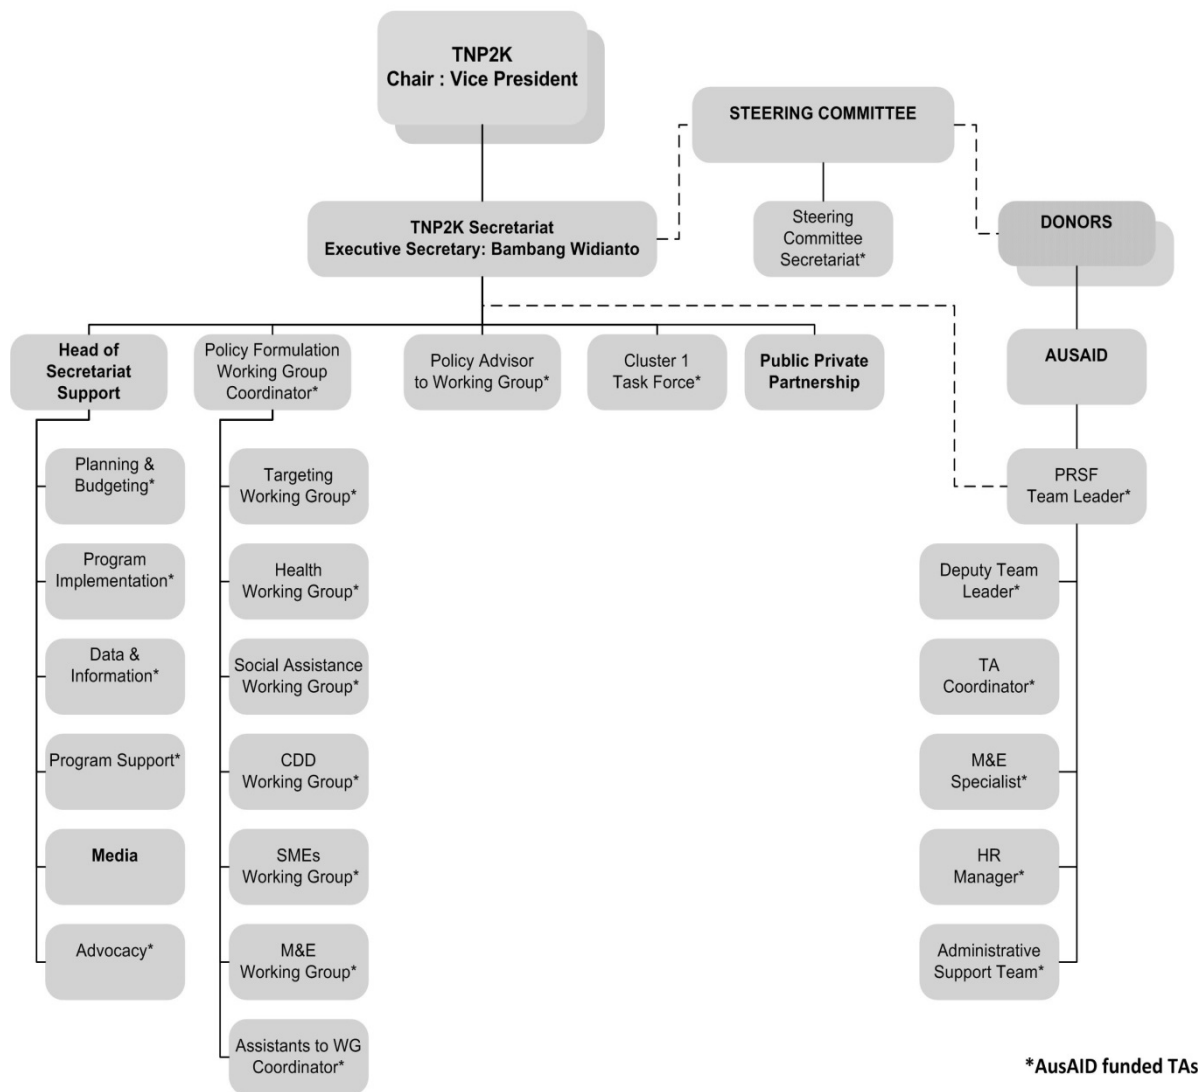 TNP2K
Chair : Vice President
STEERING COMMITTEE
TNP2K Secretariat
Executive Secretary: Bambang Widianto
Steering
Committee
Secretariat*
DONORS
Head of
Secretariat
Support
Policy Formulation
Working Group
Coordinator*
Policy Advisor
to Working Group*
Cluster 1
Task Force*
Public Private
Partnership
AUSAID
Planning &
Budgeting*
Program
Implementation*
Data &
Information*
Program Support*
Media
Advocacy*
Targeting
Working Group*
Health
Working Group*
Social Assistance
Working Group*
CDD
Working Group*
SMEs
Working Group*
M&E
Working Group*
Assistants to WG
Coordinator*
PRSF
Team Leader*
Deputy Team
Leader*
TA
Coordinator*
M&E
Specialist*
HR
Manager*
Administrative
Support Team*
*AusAID funded TAs